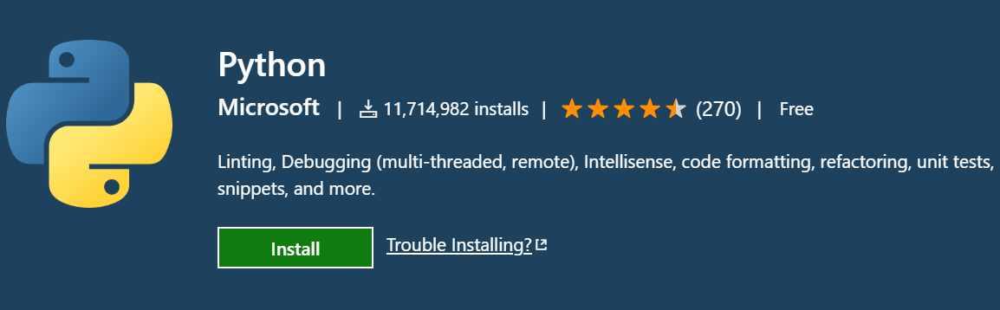 Python
Microsoft | 11,714,982 installs | (270) | Free
Linting, Debugging (multi-threaded, remote), Intellisense, code formatting, refactoring, unit tests,
snippets, and more.
Install Trouble Installing?